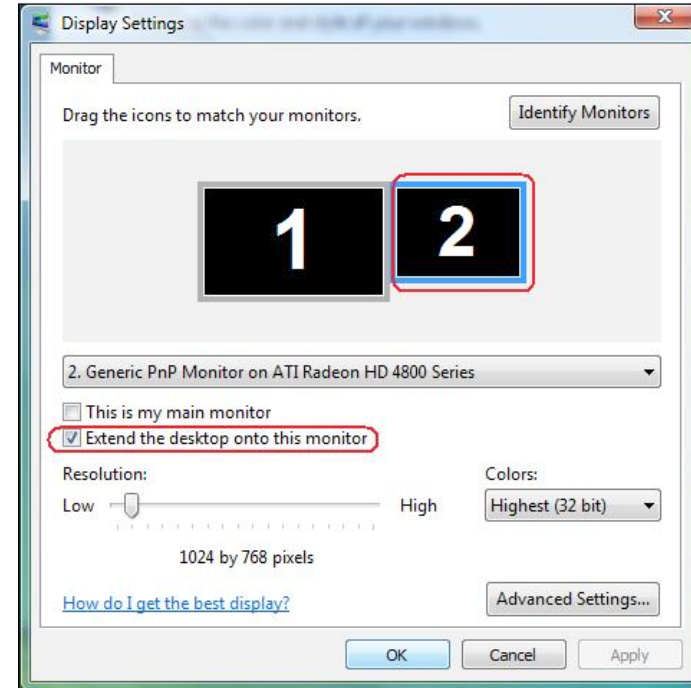 Display Settings
Monitor
Drag the icons to match your monitors.
Identify Monitors
1
2
2. Generic PnP Monitor on ATI Radeon HD 4800 Series
This is my main monitor
Extend the desktop onto this monitor
Resolution:
Colors:
Low
High
Highest (32 bit)
1024 by 768 pixels
How do I get the best display?
Advanced Settings...
OK
Cancel
Apply